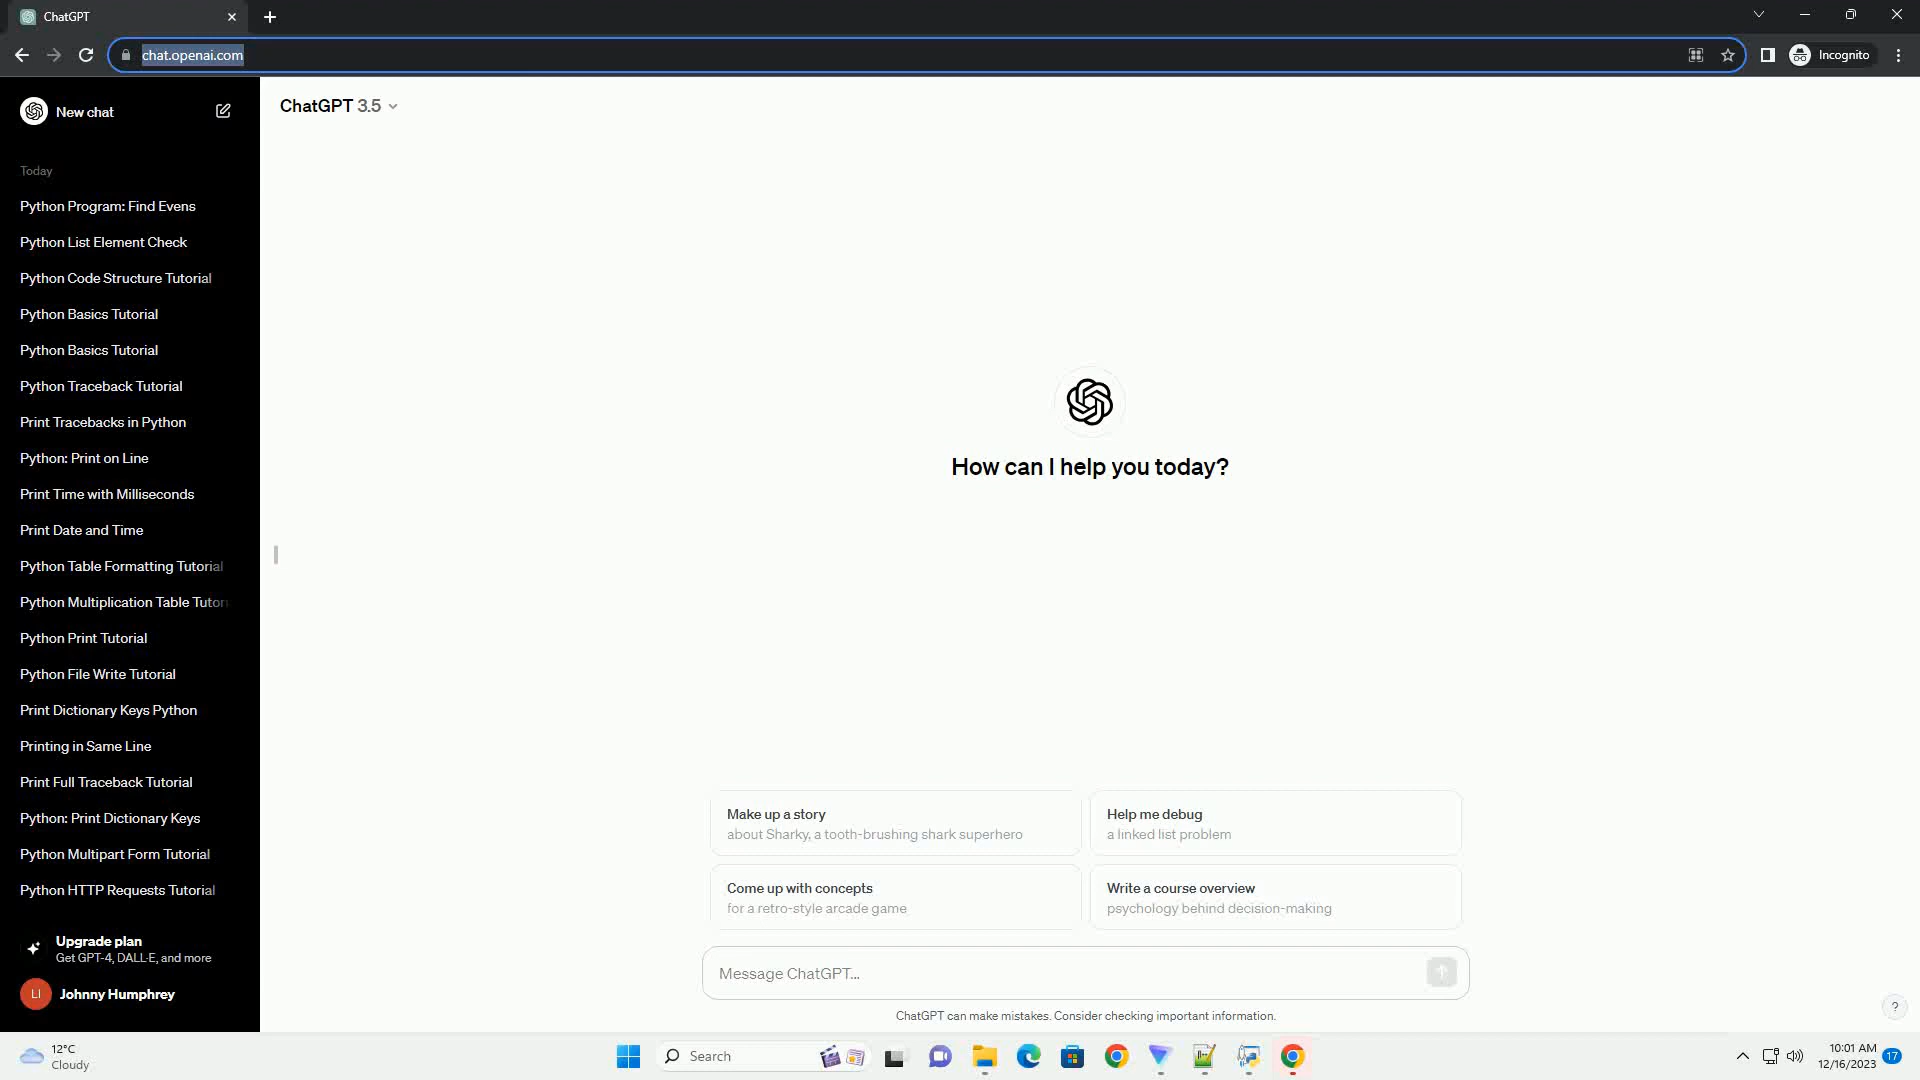 ChatGPT
chat.openai.com
Incognito
New chat
ChatGPT 3.5
Today
Python Program: Find Evens
Python List Element Check
Python Code Structure Tutorial
Python Basics Tutorial
Python Basics Tutorial
Python Traceback Tutorial
Print Tracebacks in Python
Python: Print on Line
Print Time with Milliseconds
Print Date and Time
Python Table Formatting Tutorial
Python Multiplication Table Tutor
Python Print Tutorial
Python File Write Tutorial
Print Dictionary Keys Python
Printing in Same Line
Print Full Traceback Tutorial
Python: Print Dictionary Keys
Python Multipart Form Tutorial
Python HTTP Requests Tutorial
Upgrade plan
Get GPT-4, DALL·E, and more
LI
Johnny Humphrey
How can I help you today?
Make up a story
about Sharky, a tooth-brushing shark superhero
Help me debug
a linked list problem
Come up with concepts
for a retro-style arcade game
Write a course overview
psychology behind decision-making
Message ChatGPT...
ChatGPT can make mistakes. Consider checking important information.
?
12°C
Cloudy
Search
10:01 AM
12/16/2023
17